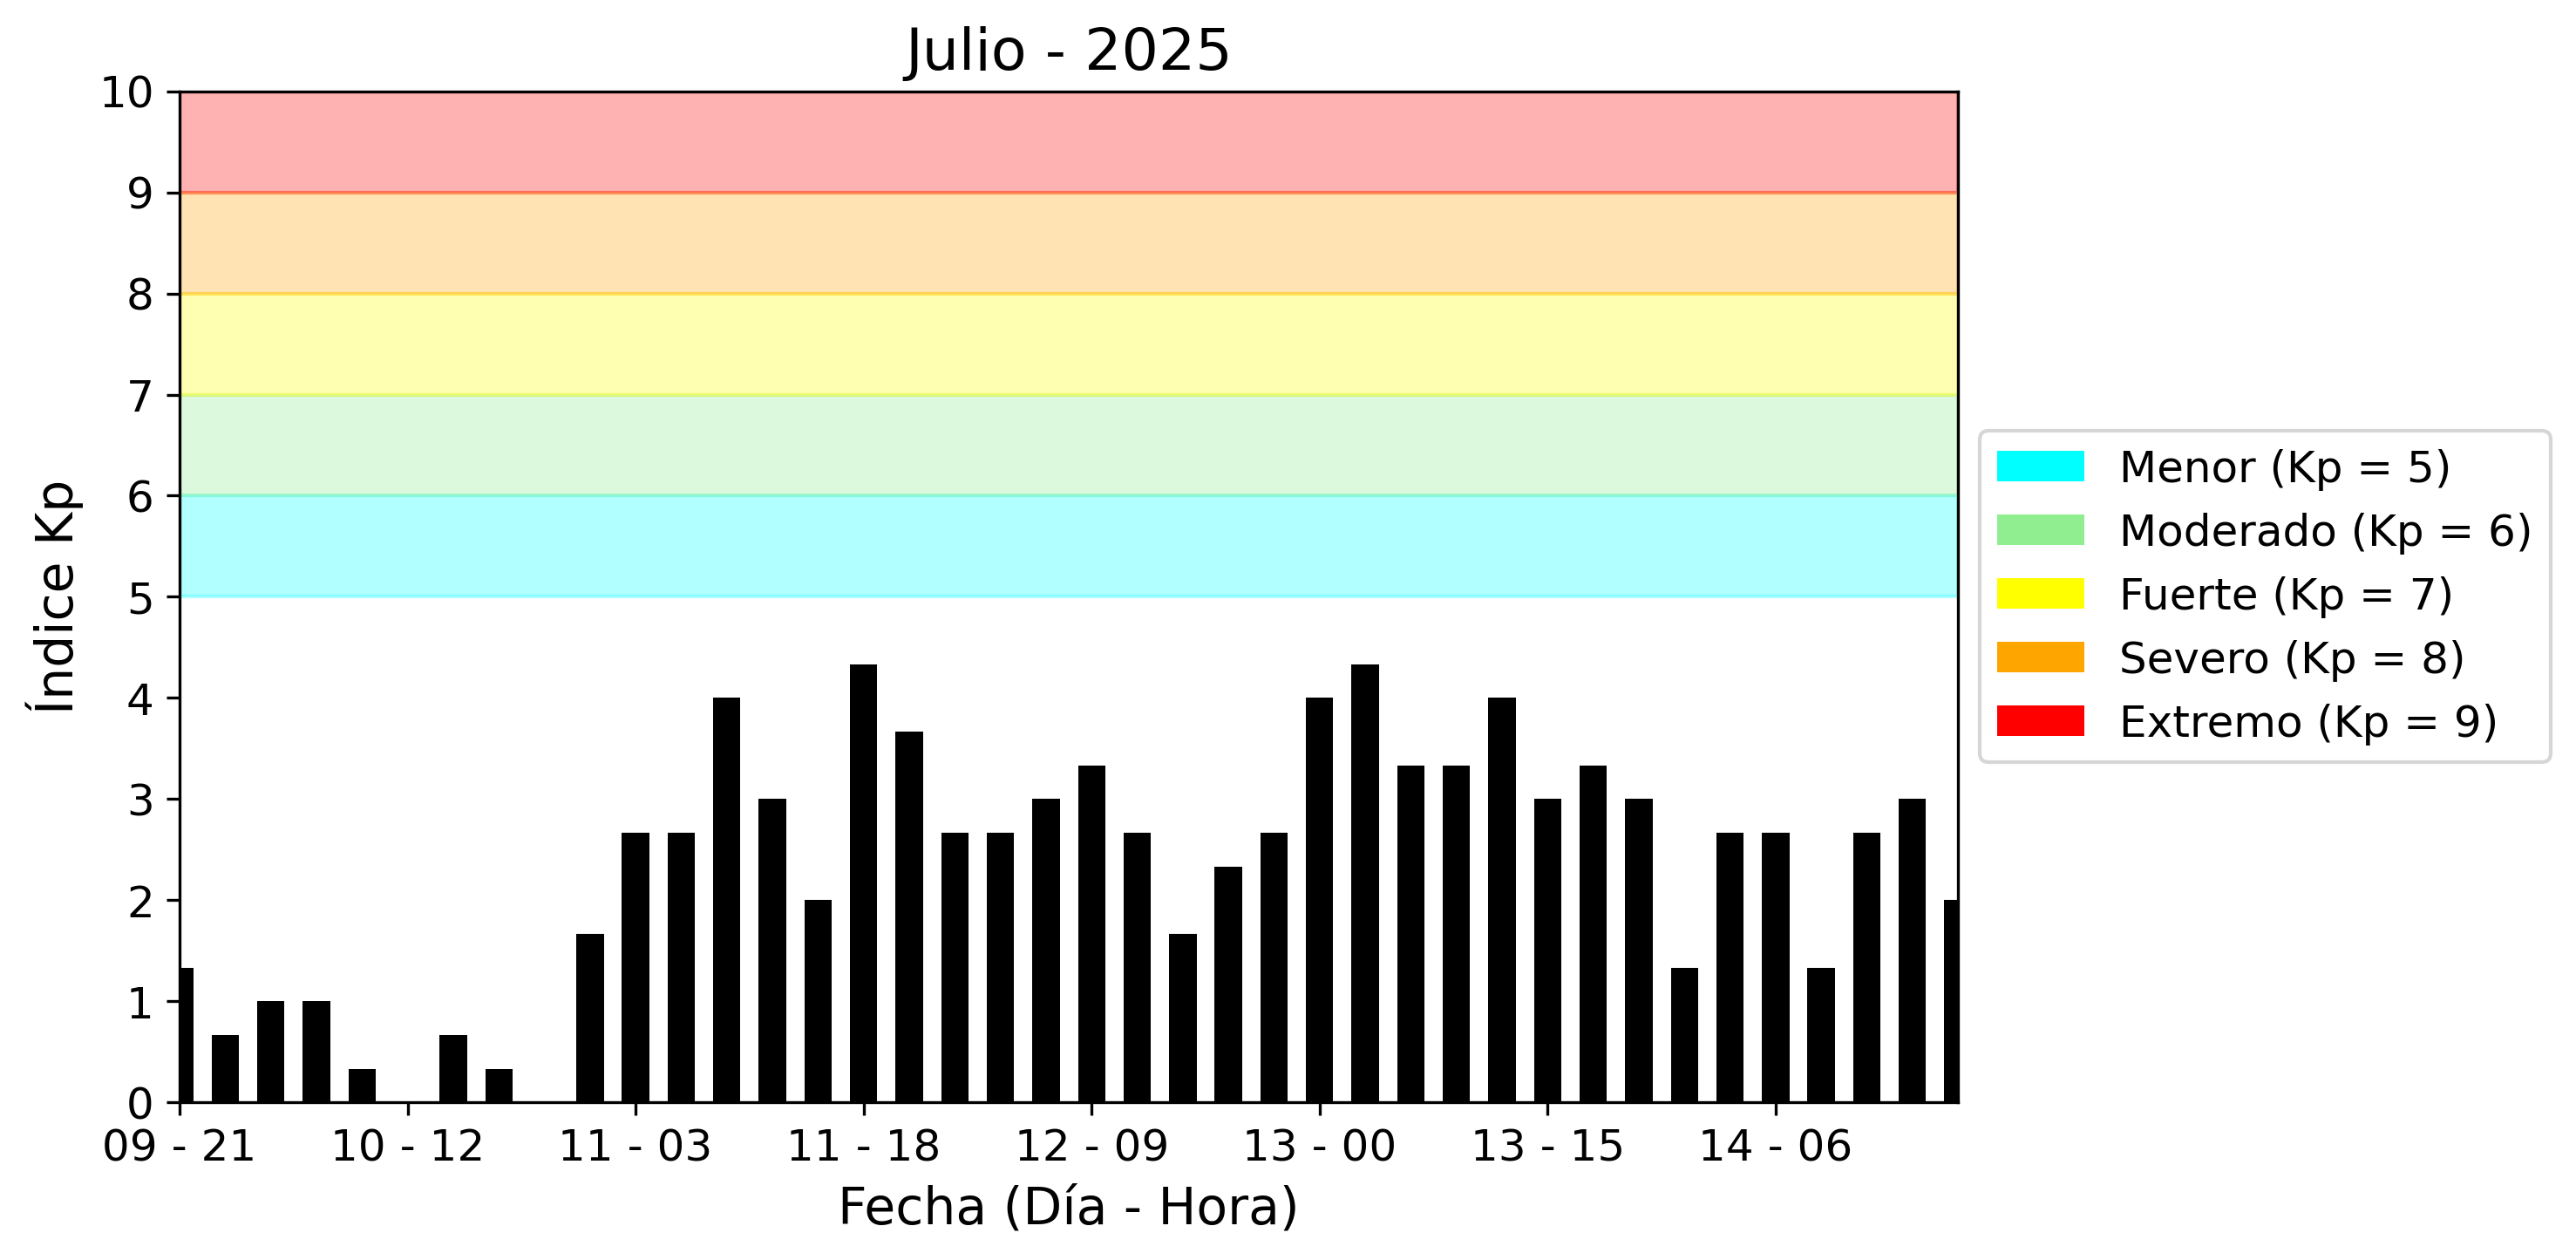 Julio - 2025
10
9
8
7
6
5
4
3
2
1
0
Índice Kp
09 - 21
10 - 12
11 - 03
11 - 18
12 - 09
13 - 00
13 - 15
14 - 06
Fecha (Día - Hora)
Menor (Kp = 5)
Moderado (Kp = 6)
Fuerte (Kp = 7)
Severo (Kp = 8)
Extremo (Kp = 9)